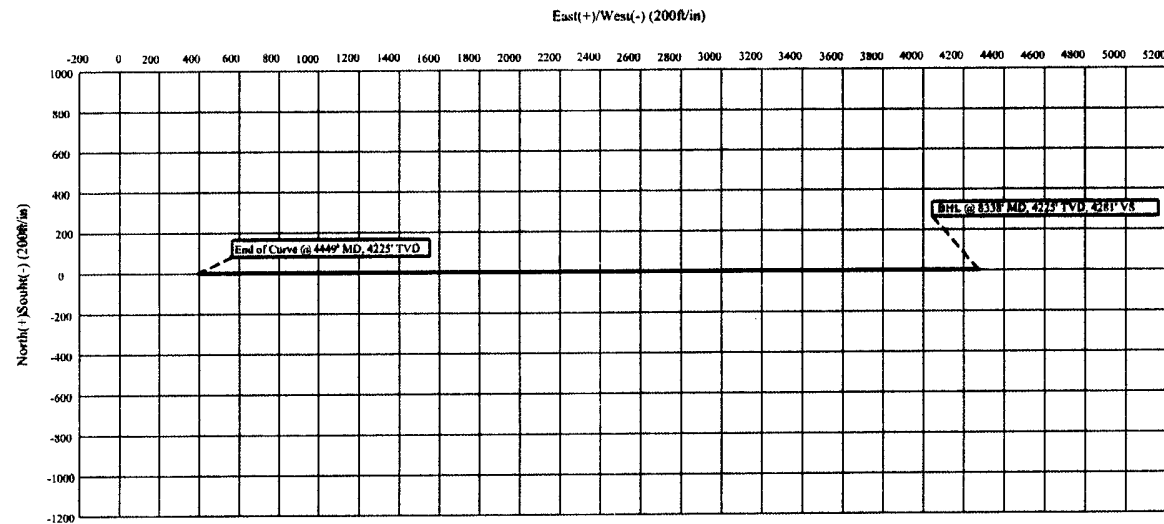 East(+)/West(-) (200ft/in)
-200 0 200 400 600 800 1000 1200 1400 1600 1800 2000 2200 2400 2600 2800 3000 3200 3400 3600 3800 4000 4200 4400 4600 4800 5000 5200
1000
800
600
400
200
0
-200
-400
-600
-800
-1000
-1200
North(+)Souht(-) (200ft/in)
End of Curve @ 4449' MD, 4225' TVD
BHL @ 8338' MD, 4225' TVD, 4281' VS